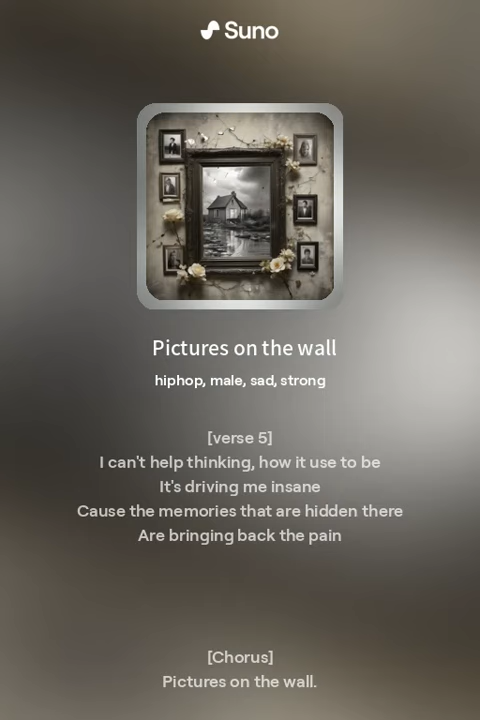 Suno
Pictures on the wall
hiphop, male, sad, strong
[verse 5]
I can't help thinking, how it use to be
It's driving me insane
Cause the memories that are hidden there
Are bringing back the pain
[Chorus]
Pictures on the wall.